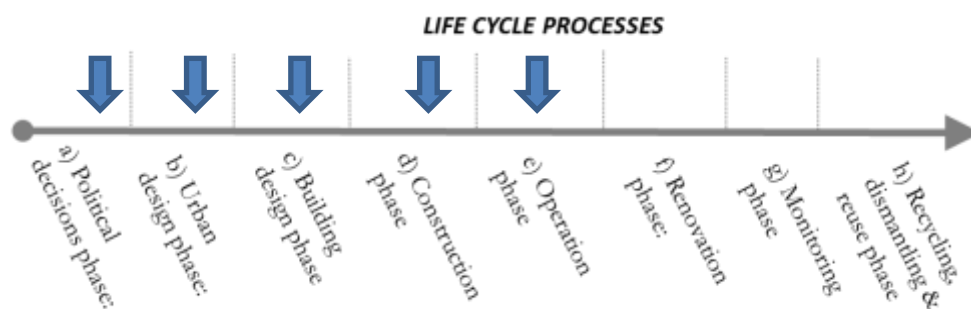 LIFE CYCLE PROCESSES
a) Political
decisions phase:
b) Urban
design phase:
c) Building
design phase
d) Construction
phase
e) Operation
phase
f) Renovation
phase:
g) Monitoring
phase
h) Recycling,
dismantling &
reuse phase